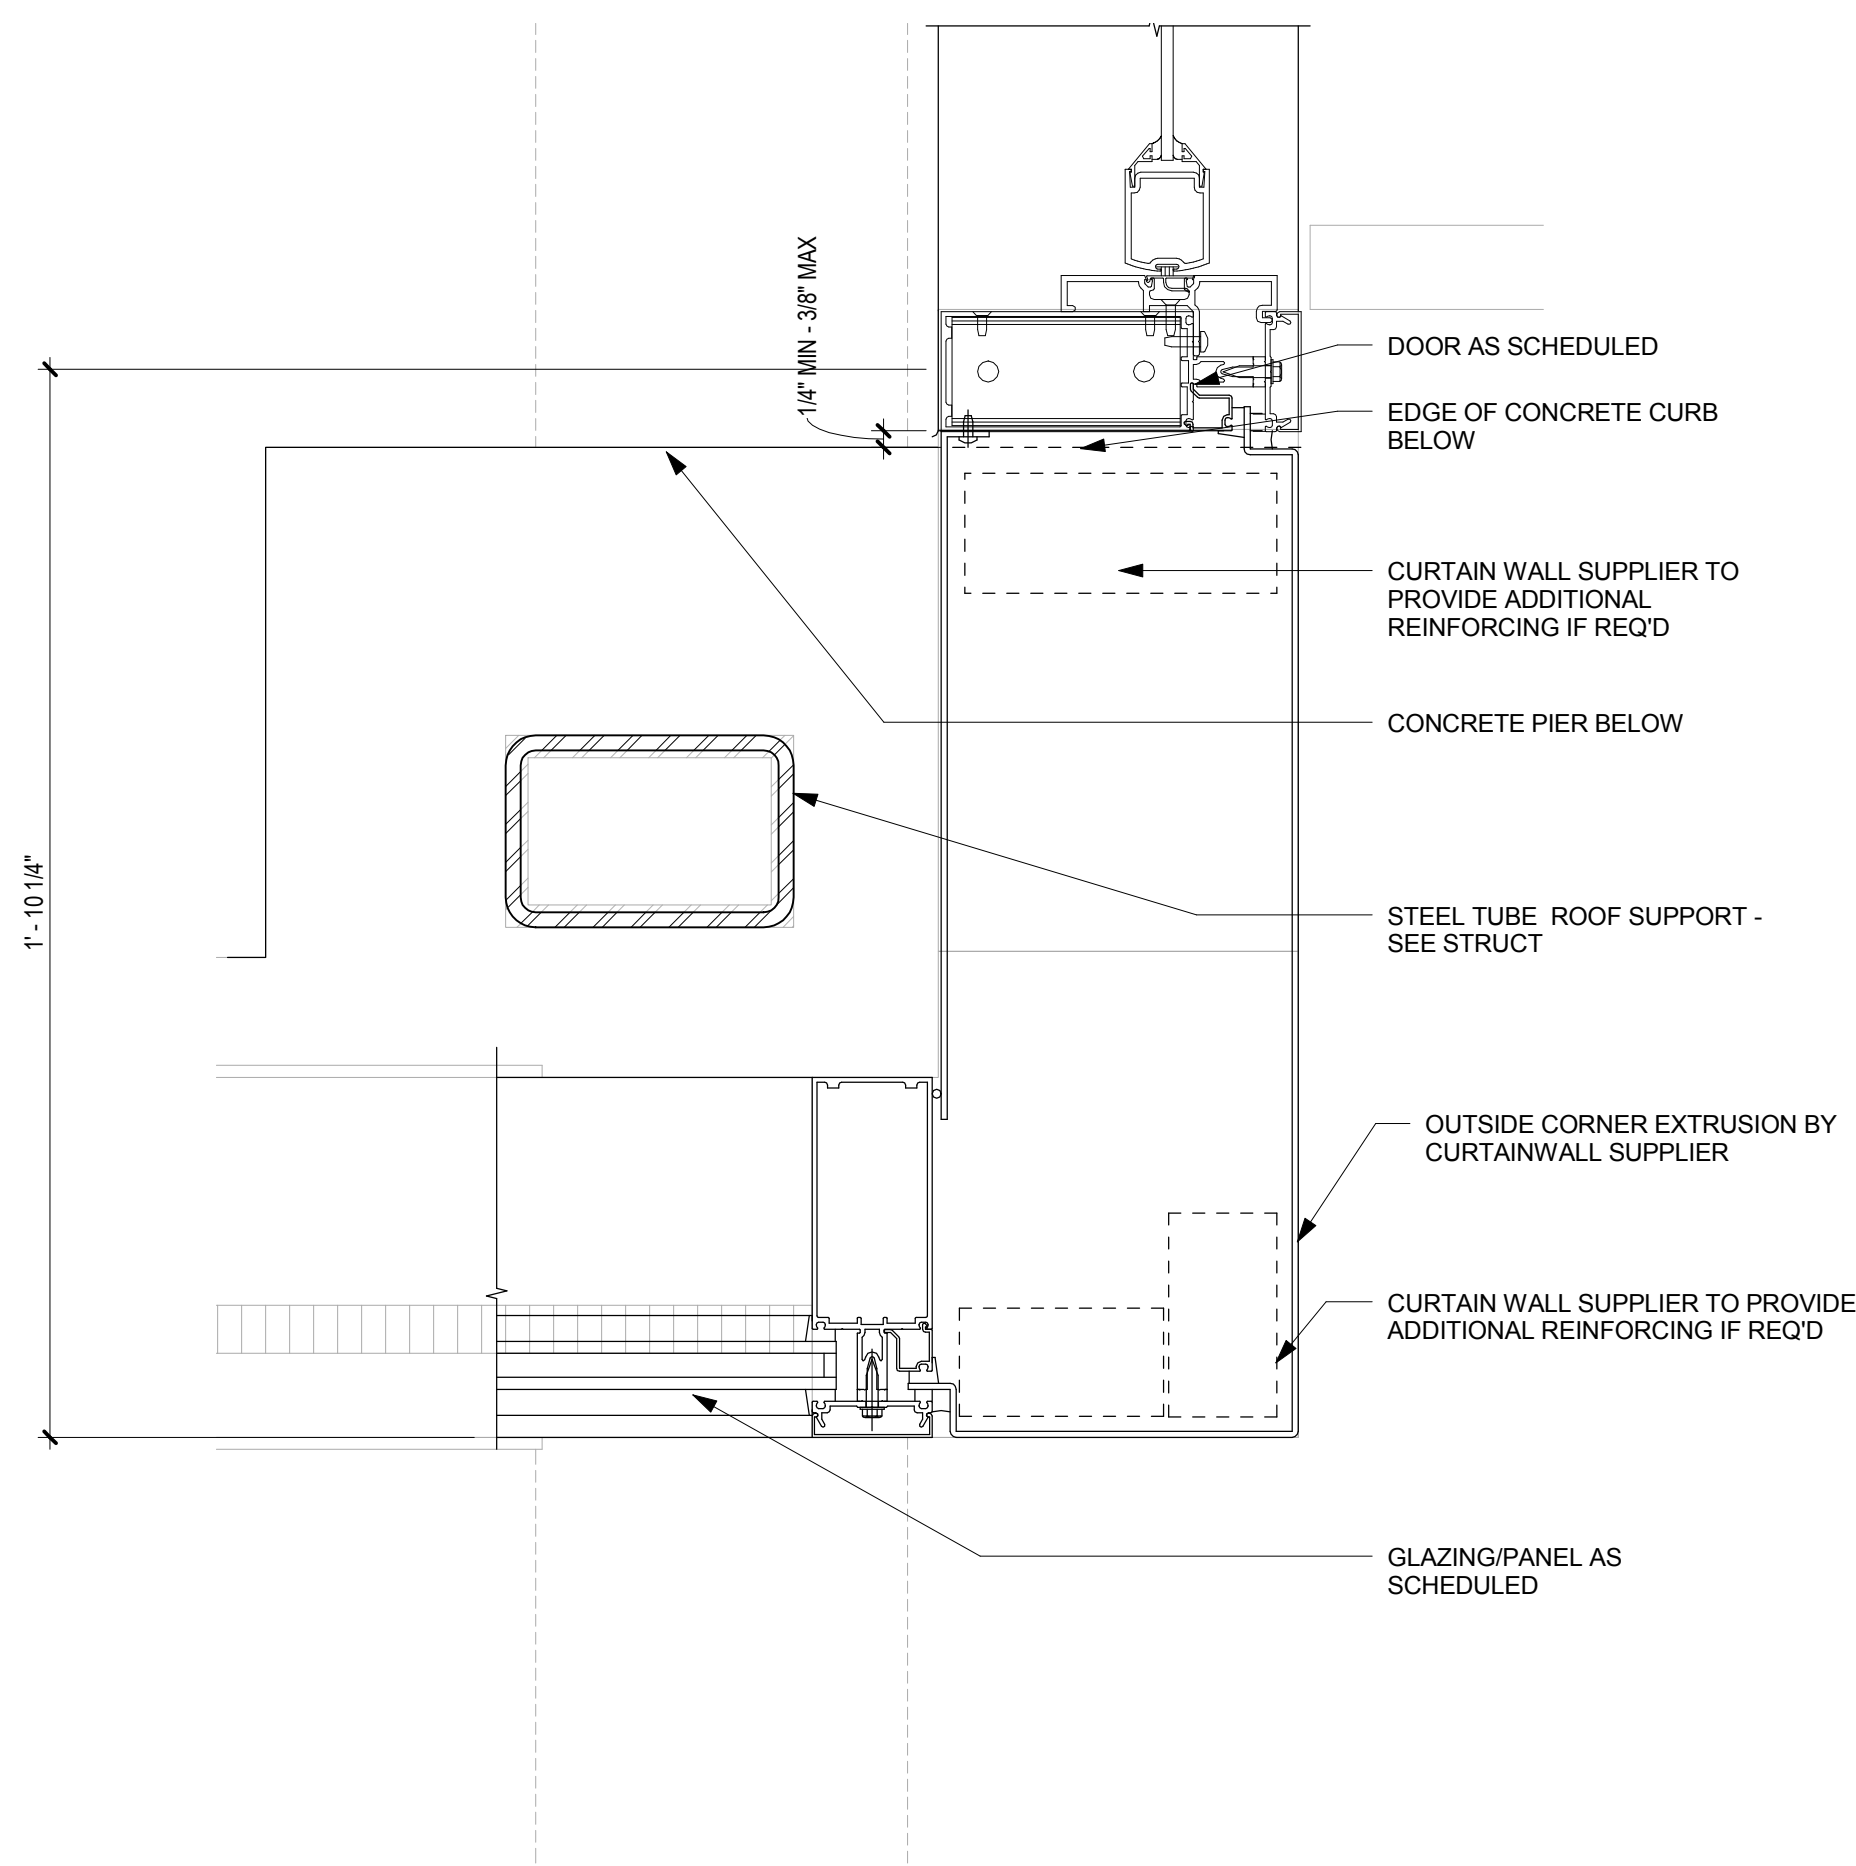 1/4" MIN - 3/8" MAX
DOOR AS SCHEDULED
EDGE OF CONCRETE CURB
BELOW
CURTAIN WALL SUPPLIER TO
PROVIDE ADDITIONAL
REINFORCING IF REQ'D
CONCRETE PIER BELOW
1' - 10 1/4"
STEEL TUBE  ROOF SUPPORT -
SEE STRUCT
OUTSIDE CORNER EXTRUSION BY
CURTAINWALL SUPPLIER
CURTAIN WALL SUPPLIER TO PROVIDE
ADDITIONAL REINFORCING IF REQ'D
GLAZING/PANEL AS
SCHEDULED